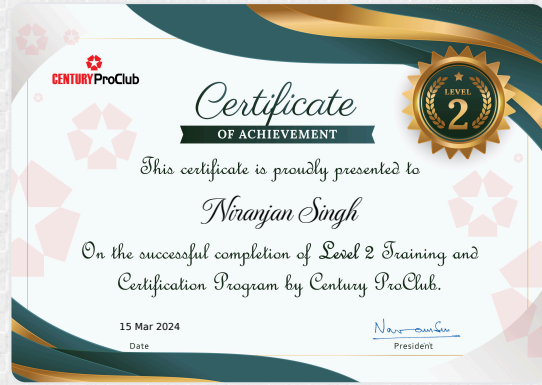 CENTURY ProClub
Certificate
OF ACHIEVEMENT
LEVEL
2
This certificate is proudly presented to
Niranjan Singh
On the successful completion of Level 2 Training and
Certification Program by Century ProClub.
15 Mar 2024
Date
President